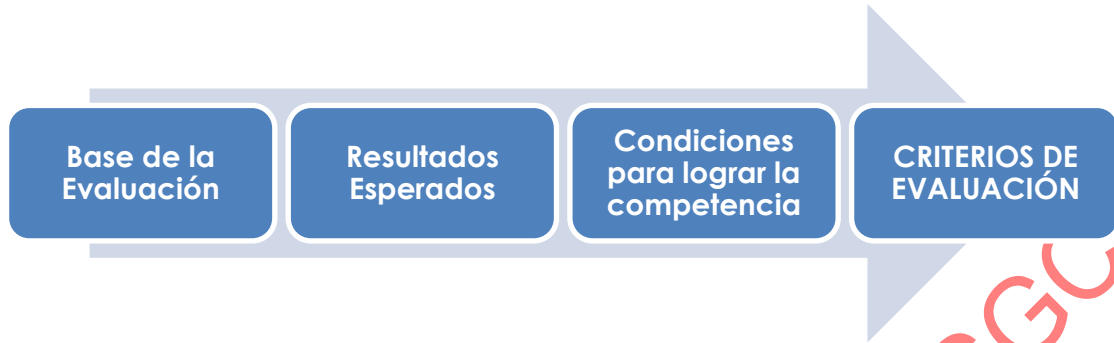 Base de la
Evaluación
Resultados
Esperados
Condiciones
para lograr la
competencia
CRITERIOS DE
EVALUACIÓN